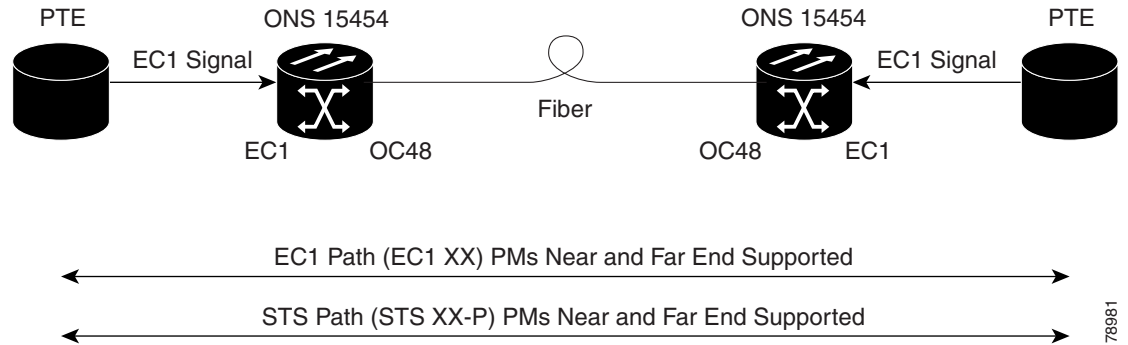 PTE
ONS 15454
ONS 15454
PTE
EC1 Signal
EC1 Signal
Fiber
EC1
OC48
OC48
EC1
EC1 Path (EC1 XX) PMs Near and Far End Supported
STS Path (STS XX-P) PMs Near and Far End Supported
78981